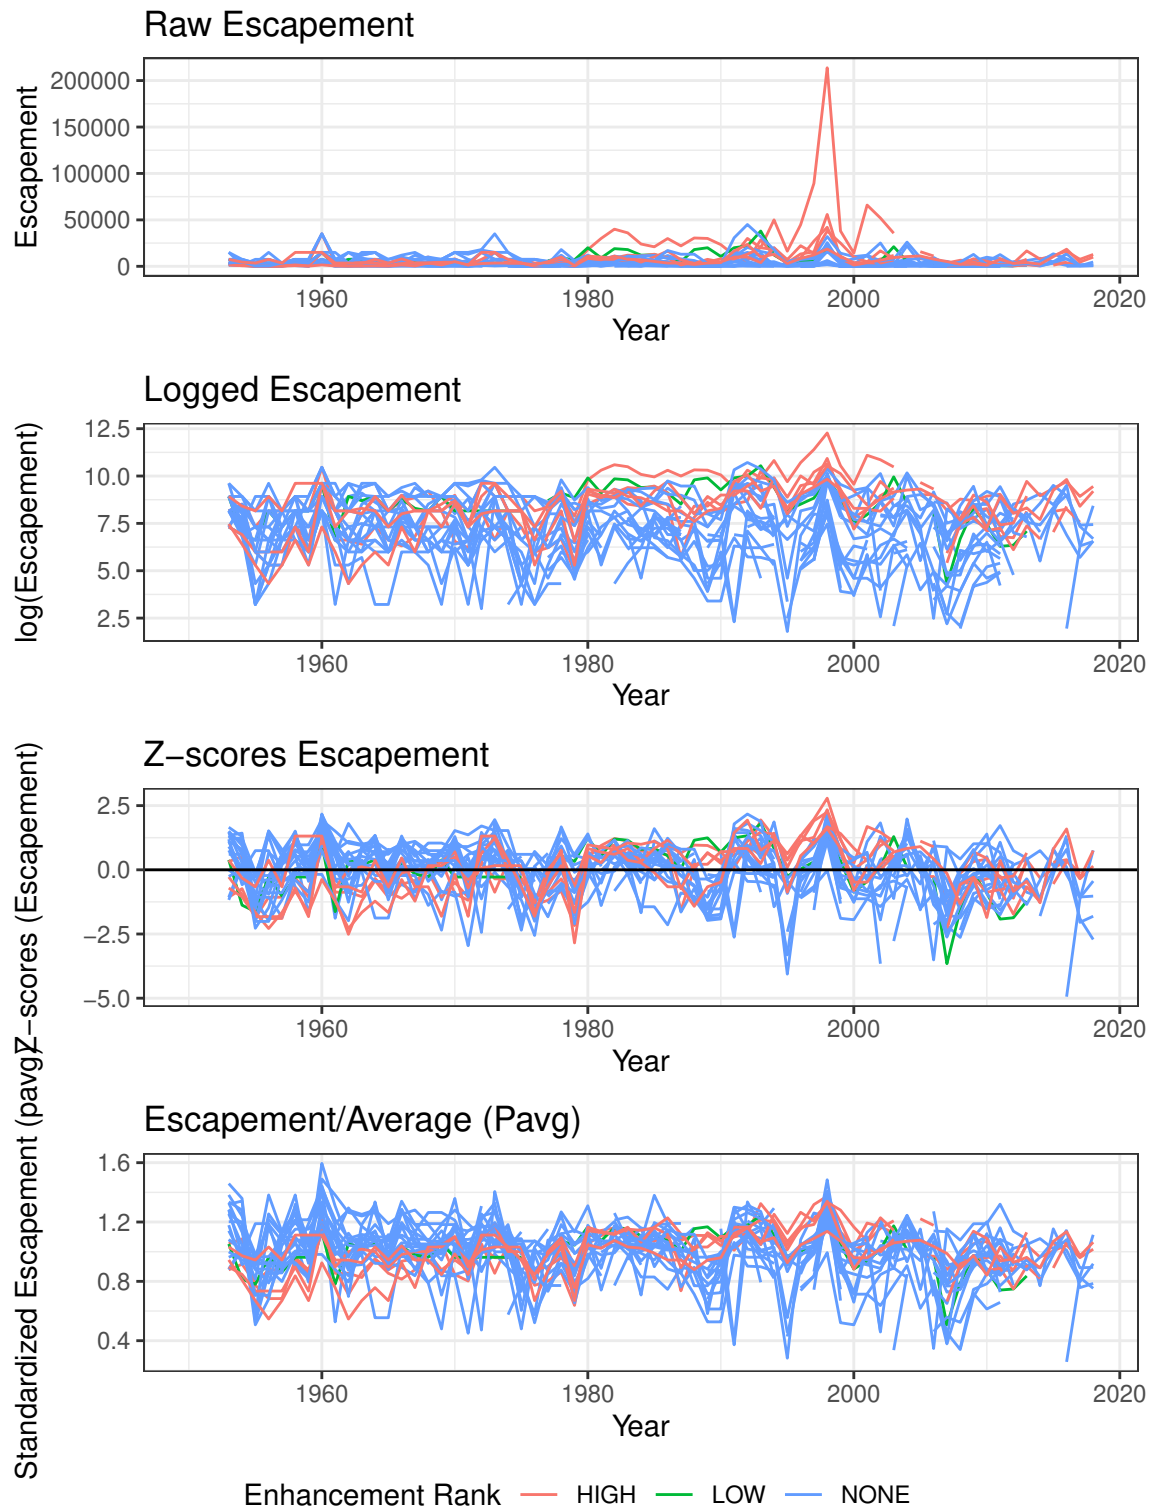 Raw Escapement
Escapement
200000
150000
100000
50000
0
1960 1980 2000 2020
Year
Logged Escapement
log(Escapement)
12.5
10.0
7.5
5.0
2.5
1960 1980 2000 2020
Year
Z−scores Escapement
Z−scores (Escapement)
2.5
0.0
−2.5
−5.0
1960 1980 2000 2020
Year
Escapement/Average (Pavg)
Standardized Escapement (pavg)
1.6
1.2
0.8
0.4
1960 1980 2000 2020
Year
Enhancement Rank HIGH LOW NONE